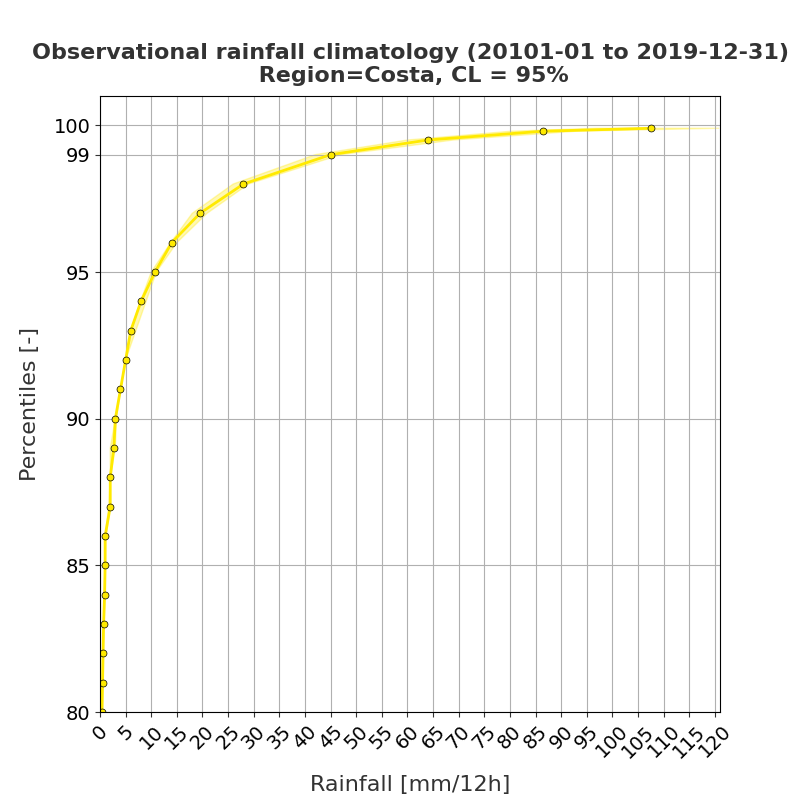 Observational rainfall climatology (20101-01 to 2019-12-31)
Region=Costa, CL = 95%
100
99
95
90
85
80
Percentiles [-]
0 5 10 15 20 25 30 35 40 45 50 55 60 65 70 75 80 85 90 95 100 105 110 115 120
Rainfall [mm/12h]